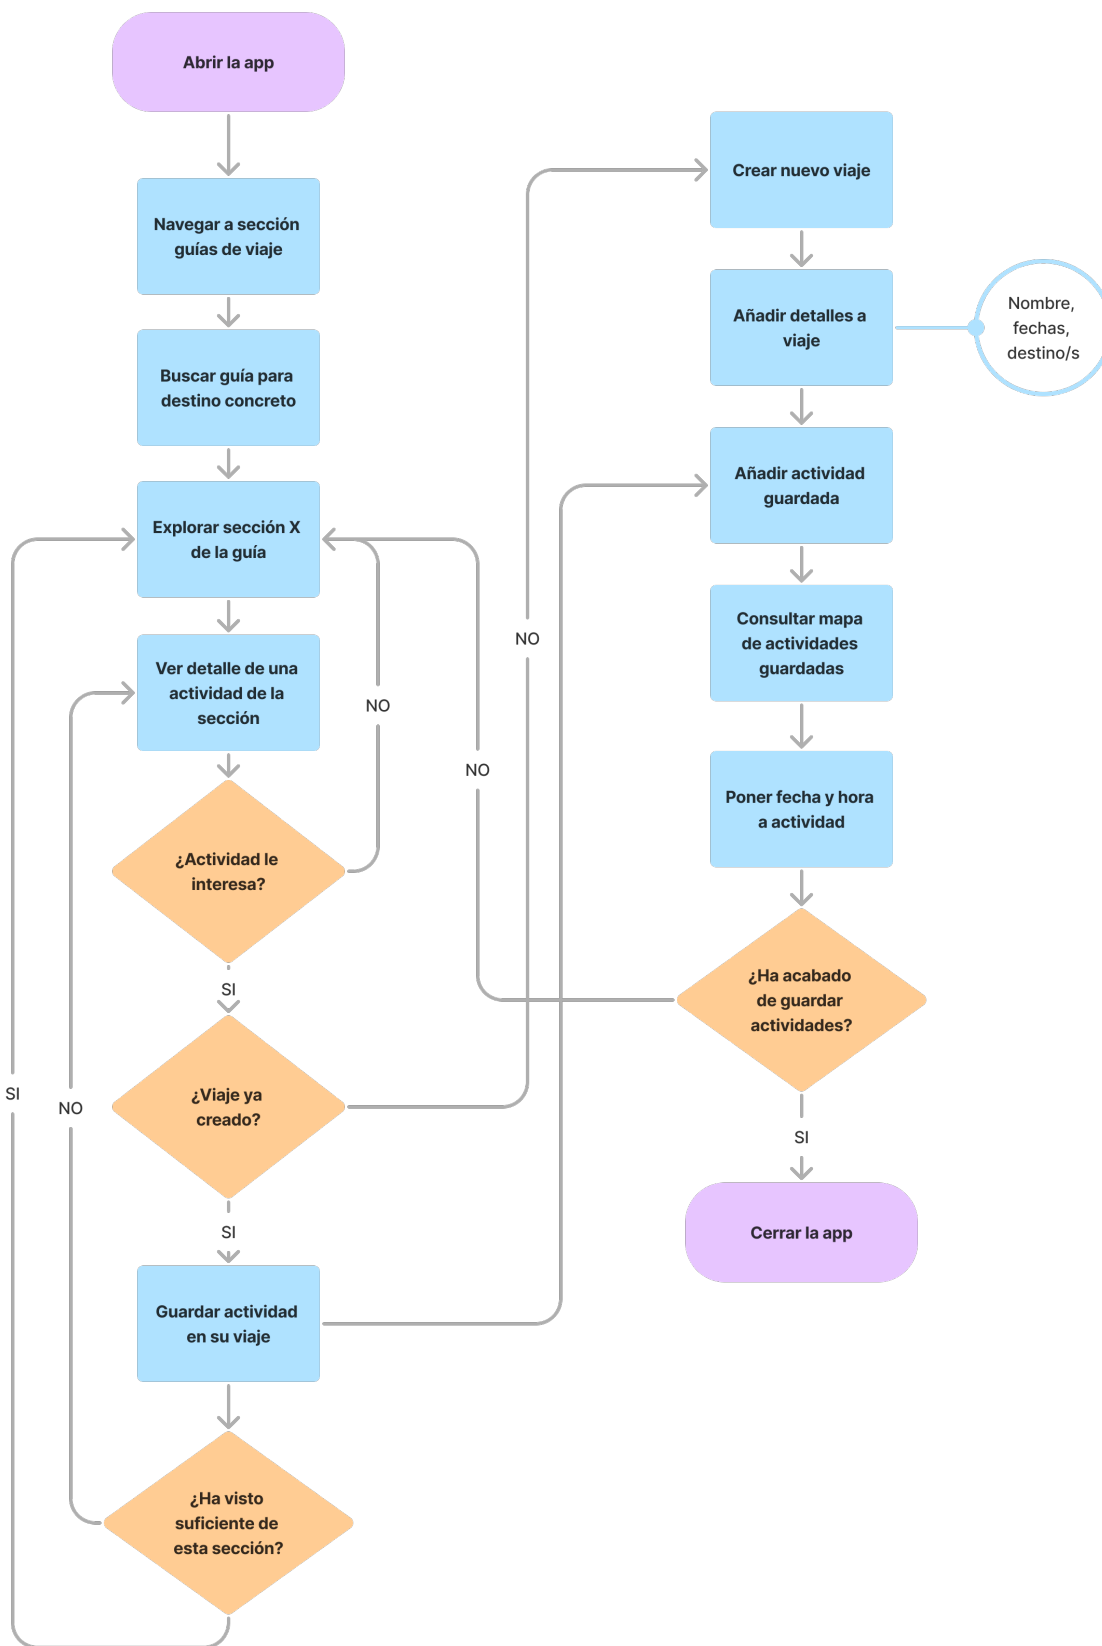 Abrir la app
Navegar a sección
guías de viaje
Buscar guía para
destino concreto
Explorar sección X
de la guía
Ver detalle de una
actividad de la
sección
NO
¿Actividad le
interesa?
SI
¿Viaje ya
creado?
SI
Guardar actividad
en su viaje
¿Ha visto
suficiente de
esta sección?
SI
NO
NO
NO
Crear nuevo viaje
Añadir detalles a
viaje
Nombre,
fechas,
destino/s
Añadir actividad
guardada
Consultar mapa
de actividades
guardadas
Poner fecha y hora
a actividad
¿Ha acabado
de guardar
actividades?
SI
Cerrar la app